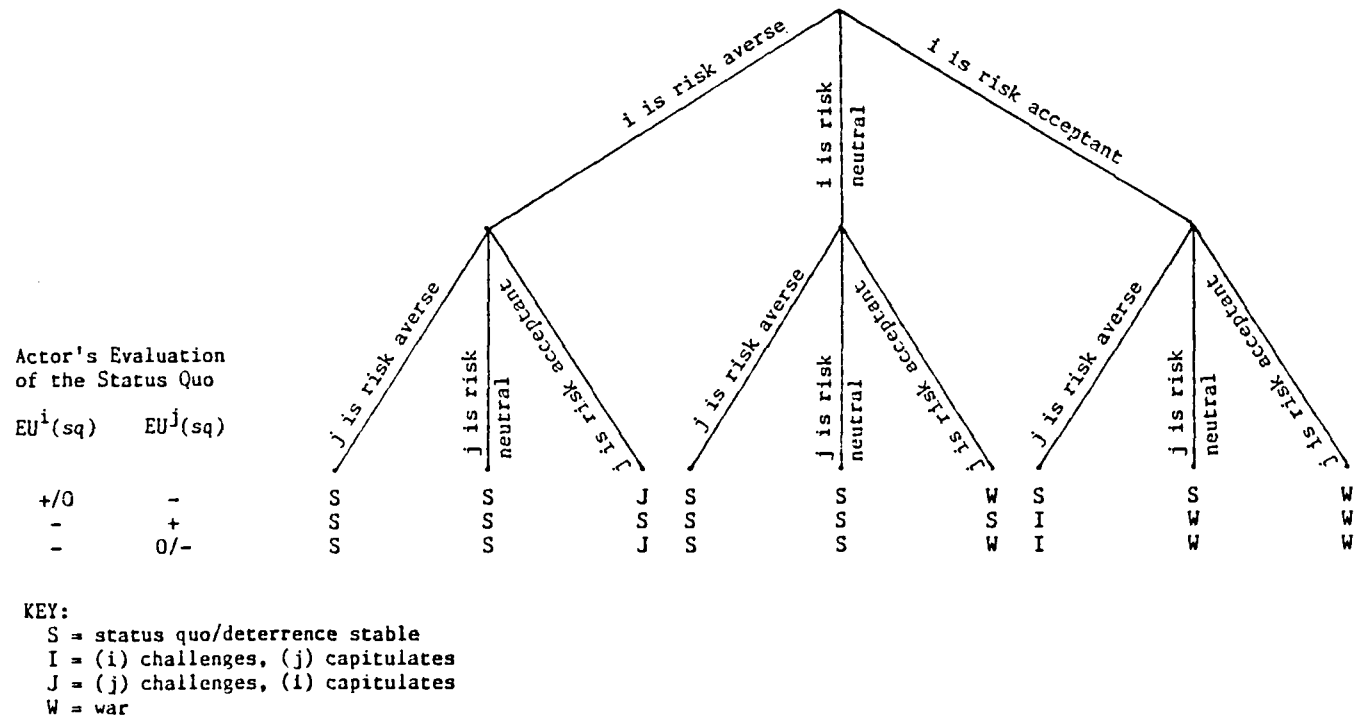 i is risk averse
i is risk
neutral
i is risk acceptant
j is risk averse
j is risk
neutral
j is risk acceptant
j is risk averse
j is risk
neutral
j is risk acceptant
j is risk averse
j is risk
neutral
j is risk acceptant
Actor's Evaluation
of the Status Quo
EUⁱ(sq) EUʲ(sq)
+/0 - S S J S S W S S W
- + S S S S S S I W W
- 0/- S S J S S W I W W
KEY:
S = status quo/deterrence stable
I = (i) challenges, (j) capitulates
J = (j) challenges, (i) capitulates
W = war